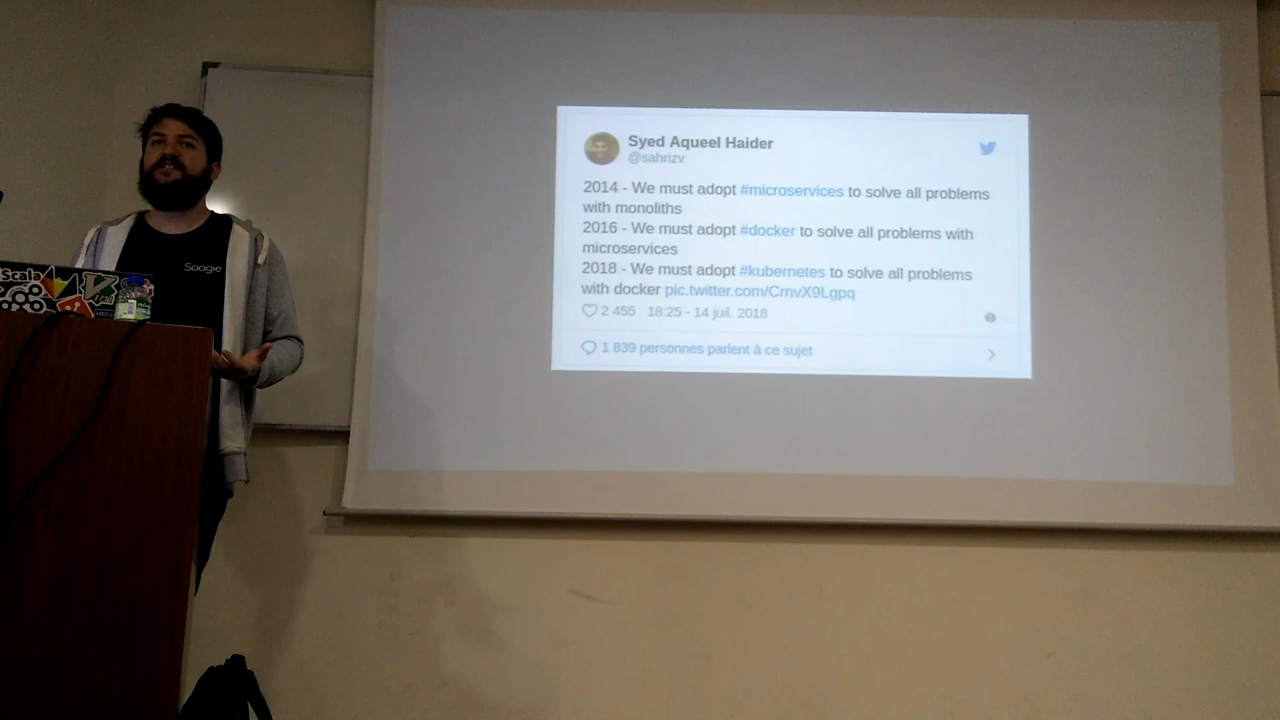 Syed Aqueel Haider
@sahrizv
2014 - We must adopt #microservices to solve all problems
with monoliths
2016 - We must adopt #docker to solve all problems with
microservices
2018 - We must adopt #kubernetes to solve all problems
with docker pic.twitter.com/CrnvX9Lgpq
2 455 18:25 - 14 juil. 2018
1 839 personnes parlent à ce sujet
Soogie
Scala